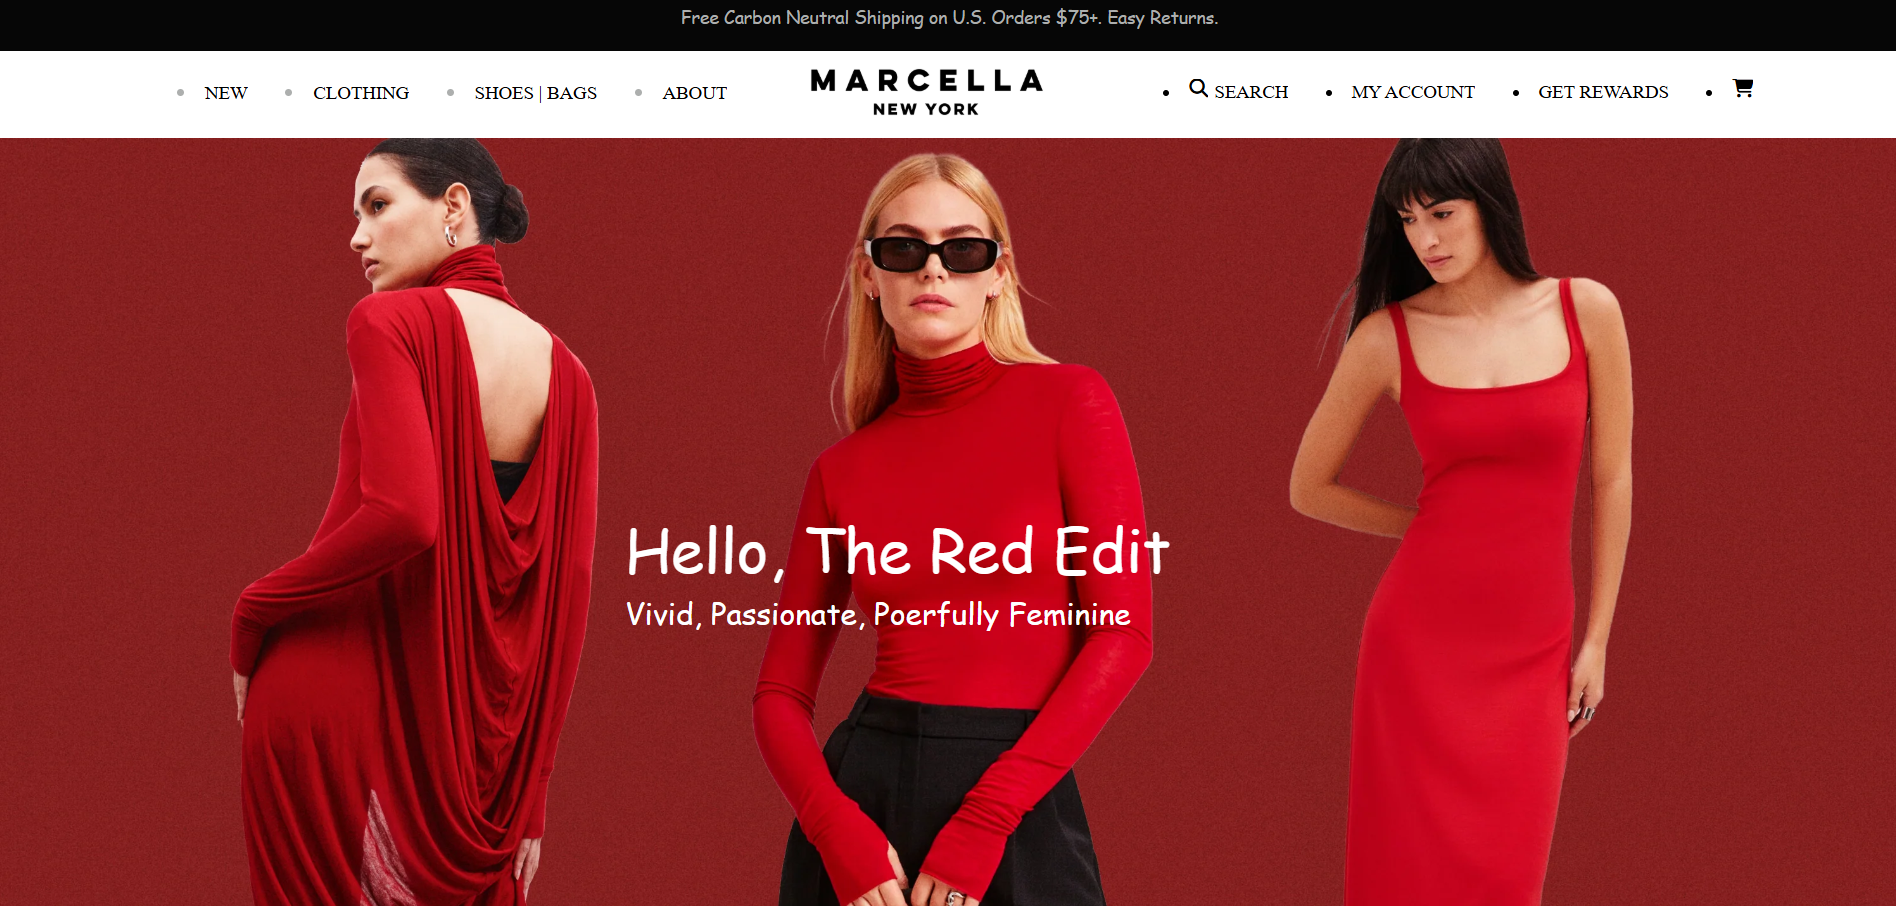 Free Carbon Neutral Shipping on U.S. Orders $75+. Easy Returns.
NEW CLOTHING SHOES | BAGS ABOUT
MARCELLA
NEW YORK
SEARCH MY ACCOUNT GET REWARDS
Hello, The Red Edit
Vivid, Passionate, Poerfully Feminine